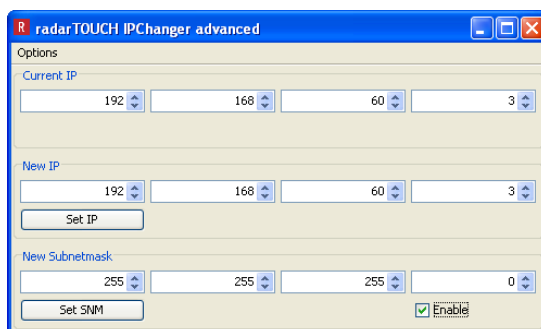 R radarTOUCH IPChanger advanced
Options
Current IP
192 168 60 3
New IP
192 168 60 3
Set IP
New Subnetmask
255 255 255 0
Set SNM Enable